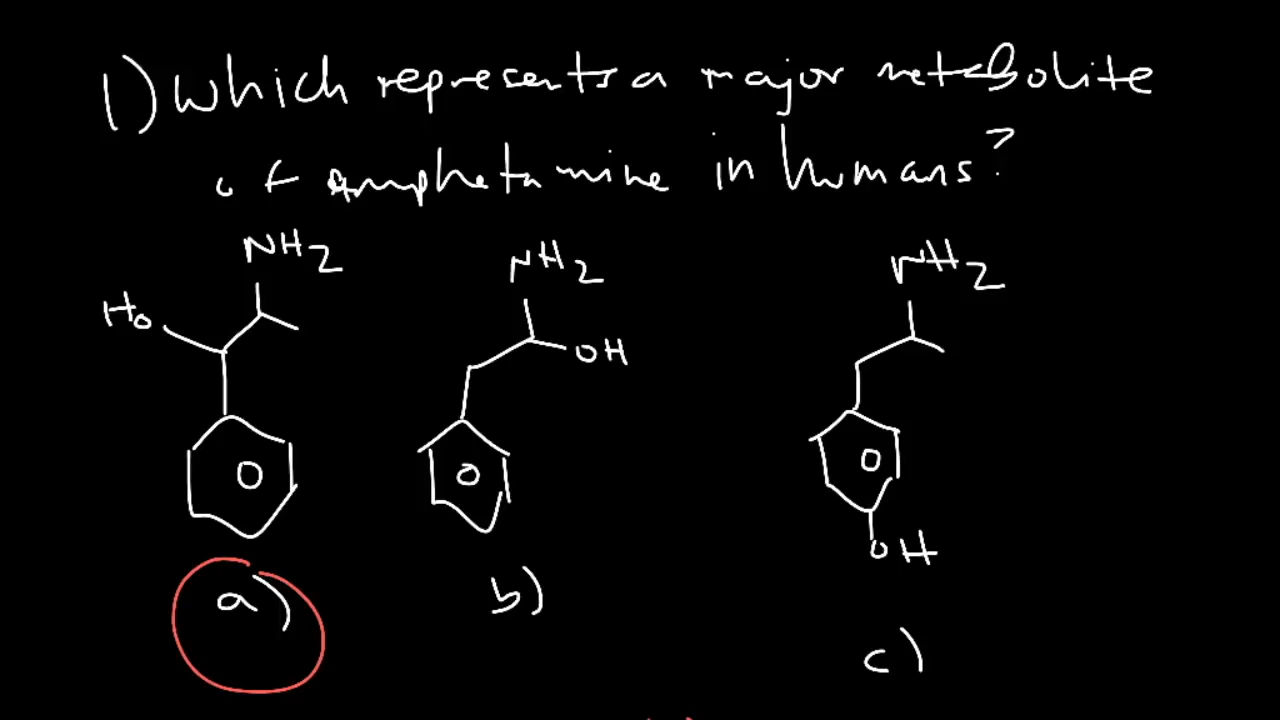 1) Which represents a major metabolite
of amphetamine in humans?
NH2
HO
a)
NH2
OH
b)
NH2
OH
c)